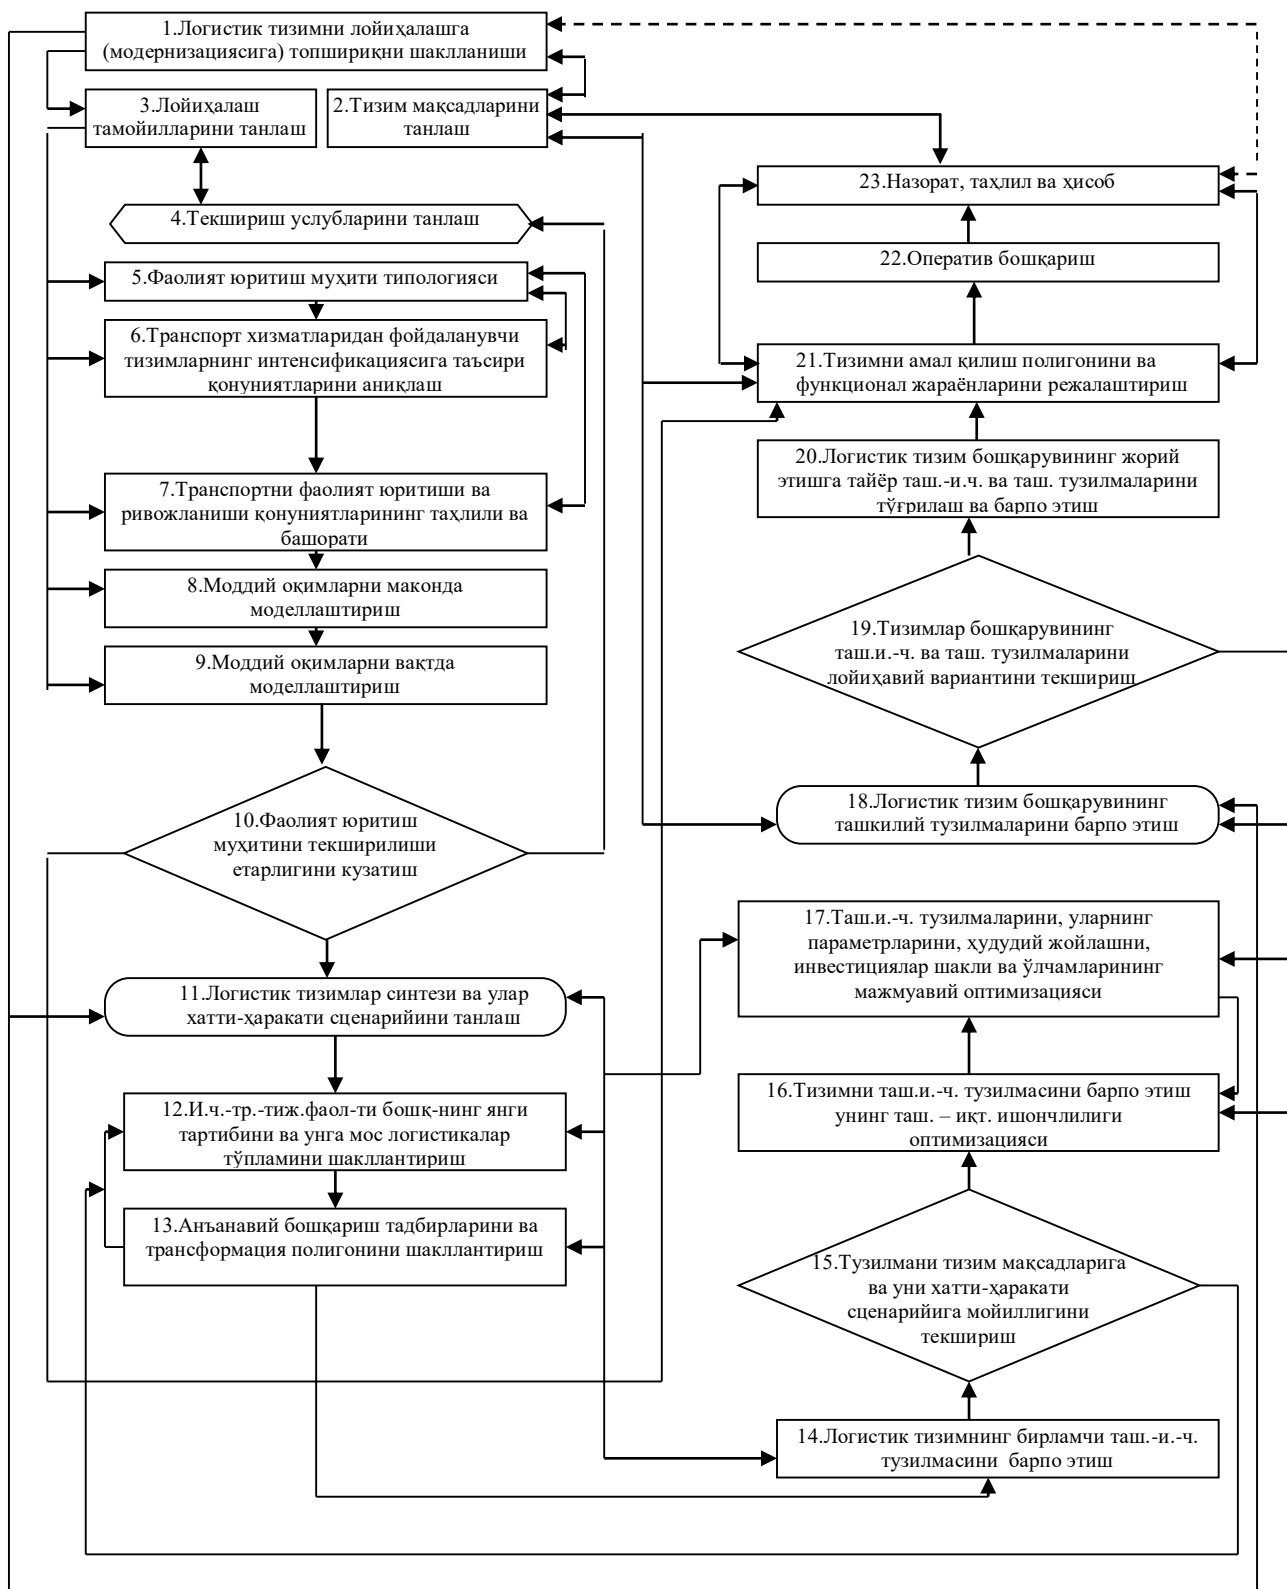 1.Логистик тизимни лойиҳалашга
(модернизациясига) топшириқни шаклланиши
3.Лойиҳалаш
тамойилларини танлаш
2.Тизим мақсадларини
танлаш
4.Текшириш услубларини танлаш
5.Фаолият юритиш муҳити типологияси
6.Транспорт хизматларидан фойдаланувчи
тизимларнинг интенсификациясига таъсири
қонуниятларини аниқлаш
7.Транспортни фаолият юритиши ва
ривожланиши қонуниятларининг таҳлили ва
башорати
8.Моддий оқимларни маконда
моделлаштириш
9.Моддий оқимларни вақтда
моделлаштириш
10.Фаолият юритиш
муҳитини текширилиши
етарлигини кузатиш
11.Логистик тизимлар синтези ва улар
хатти-ҳаракати сценарийини танлаш
12.И.ч.-тр.-тиж.фаол-ти бошқ-нинг янги
тартибини ва унга мос логистикалар
тўпламини шакллантириш
13.Анъанавий бошқариш тадбирларини ва
трансформация полигонини шакллантириш
23.Назорат, таҳлил ва ҳисоб
22.Оператив бошқариш
21.Тизимни амал қилиш полигонини ва
функционал жараёнларини режалаштириш
20.Логистик тизим бошқарувининг жорий
этишга тайёр таш.-и.ч. ва таш. тузилмаларини
тўғрилаш ва барпо этиш
19.Тизимлар бошқарувининг
таш.и.-ч. ва таш. тузилмаларини
лойиҳавий вариантини текшириш
18.Логистик тизим бошқарувининг
ташкилий тузилмаларини барпо этиш
17.Таш.и.-ч. тузилмаларини, уларнинг
параметрларини, ҳудудий жойлашни,
инвестициялар шакли ва ўлчамларининг
мажмуавий оптимизацияси
16.Тизимни таш.и.-ч. тузилмасини барпо этиш
унинг таш. – иқт. ишончлилиги
оптимизацияси
15.Тузилмани тизим мақсадларига
ва уни хатти-ҳаракати
сценарийига мойиллигини
текшириш
14.Логистик тизимнинг бирламчи таш.-и.-ч.
тузилмасини барпо этиш